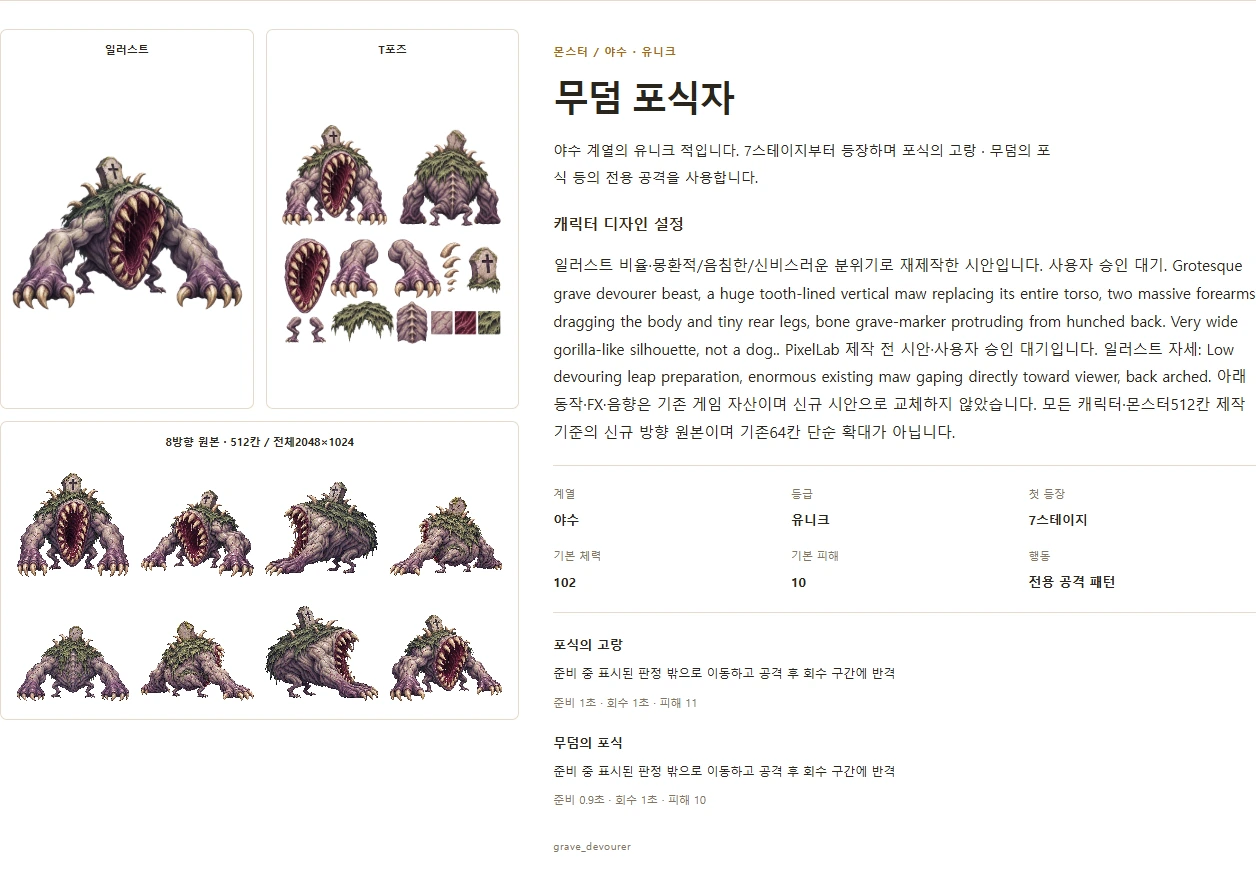 일러스트
T포즈
8방향 원본 · 512칸 / 전체2048×1024
몬스터 / 야수 · 유니크
무덤 포식자
야수 계열의 유니크 적입니다. 7스테이지부터 등장하며 포식의 고랑 · 무덤의 포
식 등의 전용 공격을 사용합니다.
캐릭터 디자인 설정
일러스트 비율·몽환적/음침한/신비스러운 분위기로 재제작한 시안입니다. 사용자 승인 대기. Grotesque
grave devourer beast, a huge tooth-lined vertical maw replacing its entire torso, two massive forearms
dragging the body and tiny rear legs, bone grave-marker protruding from hunched back. Very wide
gorilla-like silhouette, not a dog.. PixelLab 제작 전 시안·사용자 승인 대기입니다. 일러스트 자세: Low
devouring leap preparation, enormous existing maw gaping directly toward viewer, back arched. 아래
동작·FX·음향은 기존 게임 자산이며 신규 시안으로 교체하지 않았습니다. 모든 캐릭터·몬스터512칸 제작
기준의 신규 방향 원본이며 기존64칸 단순 확대가 아닙니다.
계열
등급
첫 등장
야수
유니크
7스테이지
기본 체력
기본 피해
행동
102
10
전용 공격 패턴
포식의 고랑
준비 중 표시된 판정 밖으로 이동하고 공격 후 회수 구간에 반격
준비 1초 · 회수 1초 · 피해 11
무덤의 포식
준비 중 표시된 판정 밖으로 이동하고 공격 후 회수 구간에 반격
준비 0.9초 · 회수 1초 · 피해 10
grave_devourer